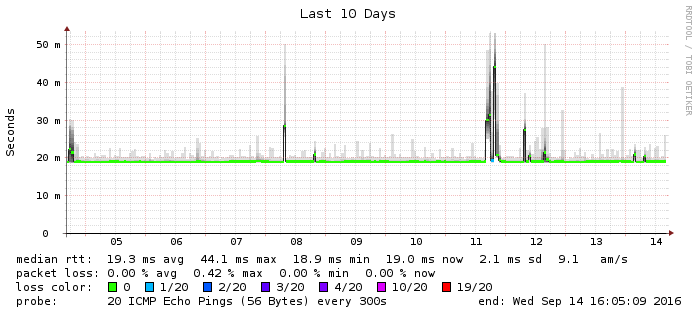 Last 10 Days
RRDTOOL / TOBI OETIKER
Seconds
50 m
40 m
30 m
20 m
10 m
0
05 06 07 08 09 10 11 12 13 14
median rtt: 19.3 ms avg 44.1 ms max 18.9 ms min 19.0 ms now 2.1 ms sd 9.1 am/s
packet loss: 0.00 % avg 0.42 % max 0.00 % min 0.00 % now
loss color: 0 1/20 2/20 3/20 4/20 10/20 19/20
probe: 20 ICMP Echo Pings (56 Bytes) every 300s end: Wed Sep 14 16:05:09 2016